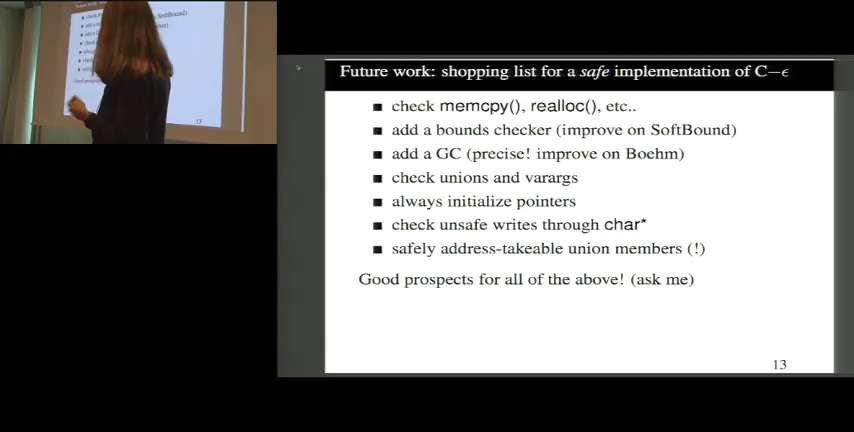 Future work: shopping list for a safe implementation of C−ϵ
■ check memcpy(), realloc(), etc..
■ add a bounds checker (improve on SoftBound)
■ add a GC (precise! improve on Boehm)
■ check unions and varargs
■ always initialize pointers
■ check unsafe writes through char*
■ safely address-takeable union members (!)
Good prospects for all of the above! (ask me)
13